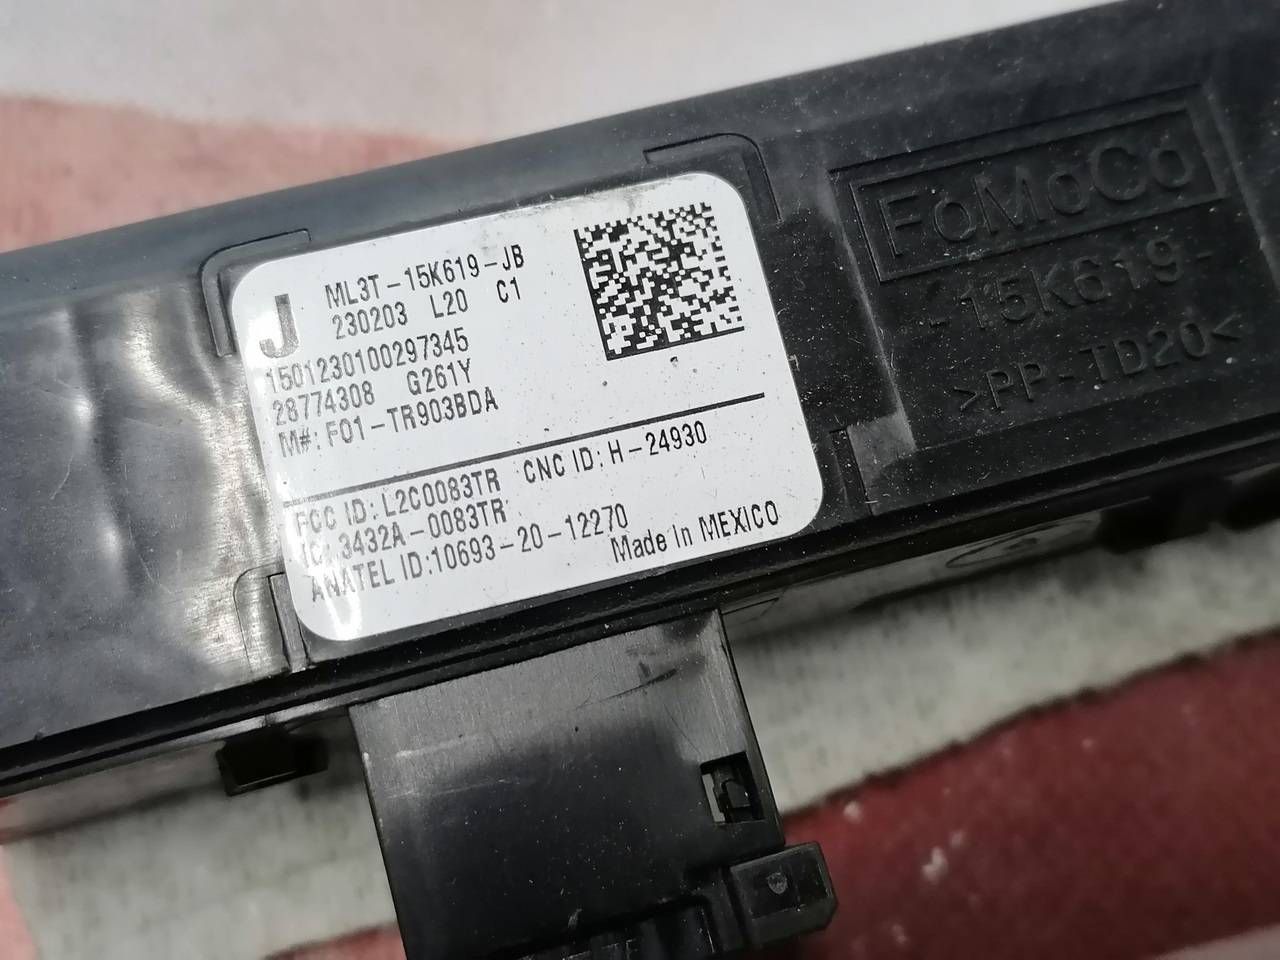 J
ML3T-15K619-JB
230203 L20 C1
1501230100297345
28774308 G261Y
M#: F01-TR903BDA
FCC ID: L2C0083TR CNC ID: H-24930
IC: 3432A-0083TR
ANATEL ID:10693-20-12270
Made in MEXICO
FoMoCo
-15K619-
>PP-TD20<